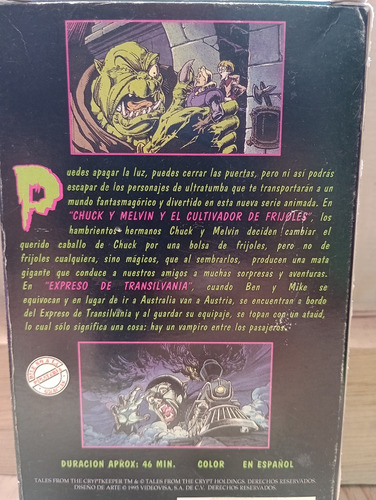 Puedes apagar la luz, puedes cerrar las puertas, pero ni así podrás
escapar de los personajes de ultratumba que te transportarán a un
mundo fantasmagórico y divertido en esta nueva serie animada. En
"CHUCK Y MELVIN Y EL CULTIVADOR DE FRIJOLES", los
hambrientos hermanos Chuck y Melvin deciden cambiar el
querido caballo de Chuck por una bolsa de frijoles, pero no de
frijoles cualquiera, sino mágicos, que al sembrarlos, producen una mata
gigante que conduce a nuestros amigos a muchas sorpresas y aventuras.
En "EXPRESO DE TRANSILVANIA", cuando Ben y Mike se
equivocan y en lugar de ir a Australia van a Austria, se encuentran a bordo
del Expreso de Transilvania y al guardar su equipaje, se topan con un ataúd,
lo cual sólo significa una cosa: hay un vampiro entre los pasajeros.
DURACION APROX: 46 MIN. COLOR EN ESPAÑOL
TALES FROM THE CRYPTKEEPER TM & © TALES FROM THE CRYPT HOLDINGS. DERECHOS RESERVADOS.
DISEÑO DE ARTE © 1995 VIDEOVISA, S.A. DE C.V. DERECHOS RESERVADOS.